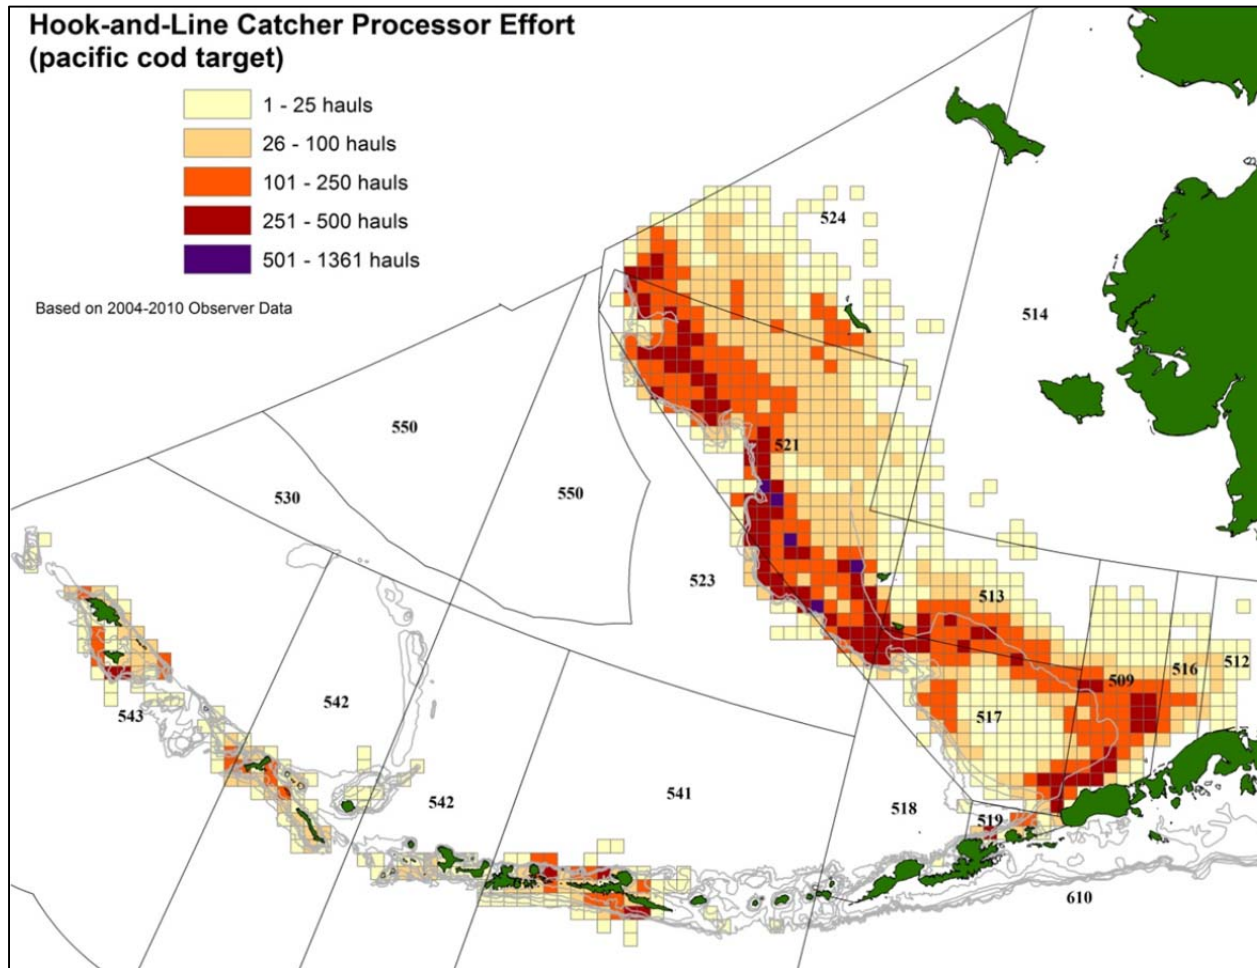 Hook-and-Line Catcher Processor Effort
(pacific cod target)
1 - 25 hauls
26 - 100 hauls
101 - 250 hauls
251 - 500 hauls
501 - 1361 hauls
Based on 2004-2010 Observer Data
524
514
550
521
530
550
523
513
509
516
512
542
543
517
541
542
518
519
610